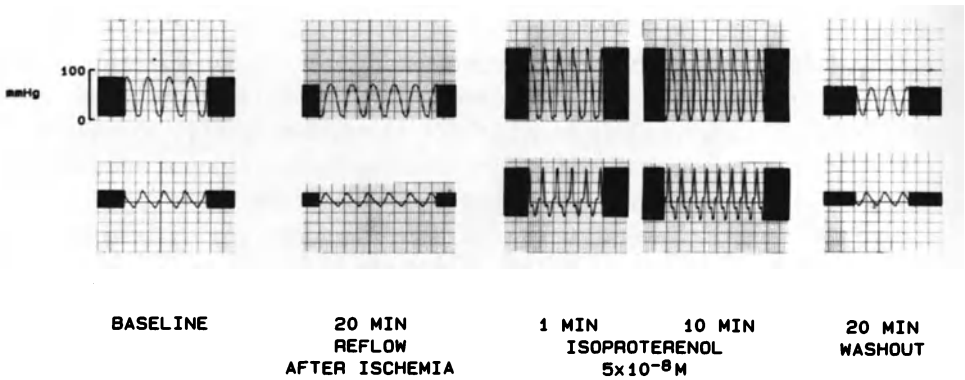 100
mmHg
0
BASELINE
20 MIN
REFLOW
AFTER ISCHEMIA
1 MIN 10 MIN
ISOPROTERENOL
5x10⁻⁸M
20 MIN
WASHOUT